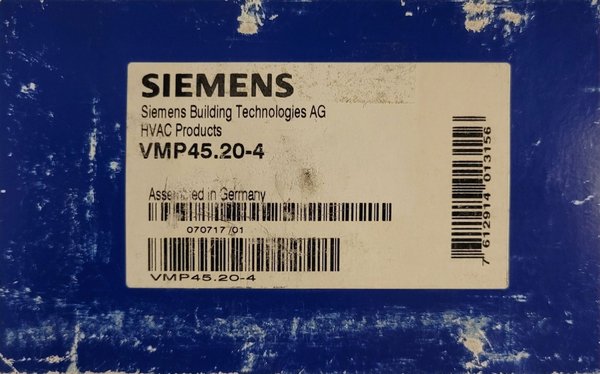 SIEMENS
Siemens Building Technologies AG
HVAC Products
VMP45.20-4
Assembled in Germany
070717/01
VMP45.20-4
7 612914 013156